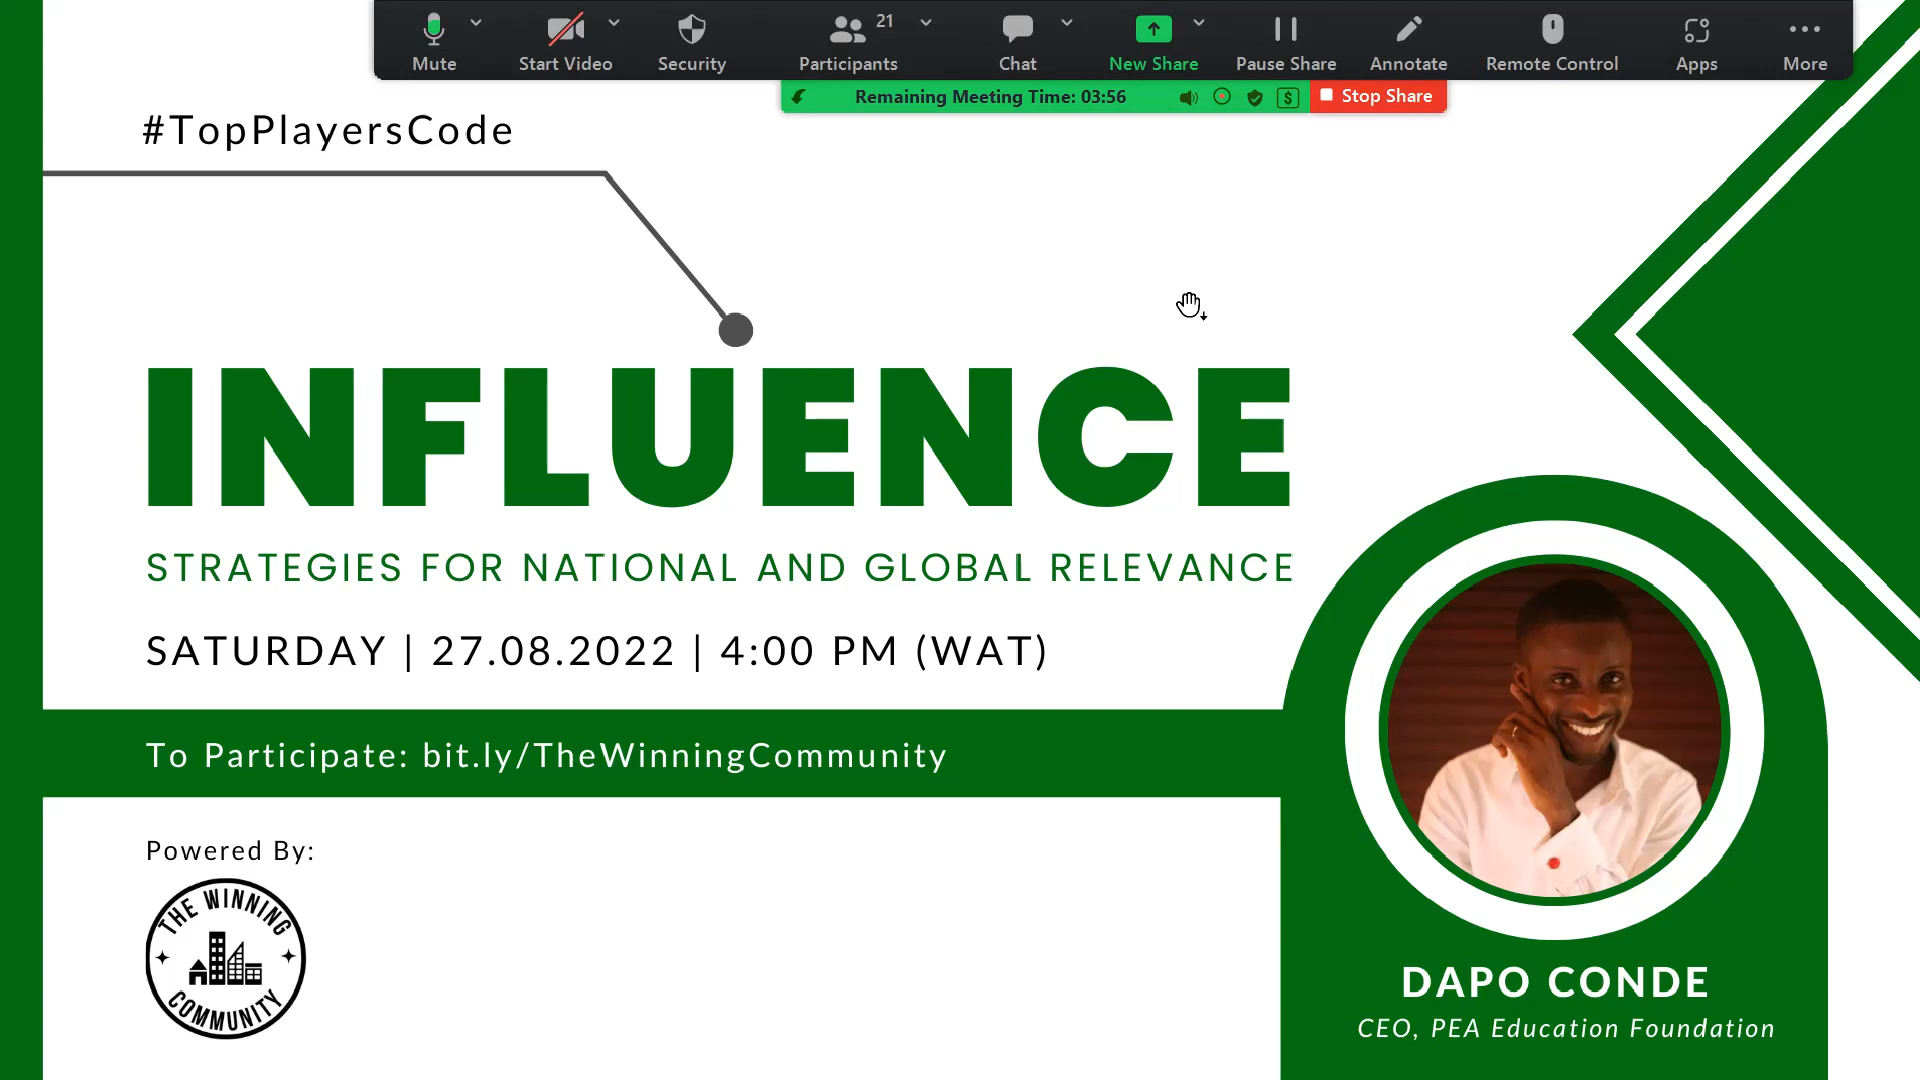 Mute
Start Video
Security
21
Participants
Chat
New Share
Pause Share
Annotate
Remote Control
Apps
More
Remaining Meeting Time: 03:56
$
Stop Share
#TopPlayersCode
INFLUENCE
STRATEGIES FOR NATIONAL AND GLOBAL RELEVANCE
SATURDAY | 27.08.2022 | 4:00 PM (WAT)
To Participate: bit.ly/TheWinningCommunity
Powered By:
THE WINNING
COMMUNITY
DAPO CONDE
CEO, PEA Education Foundation